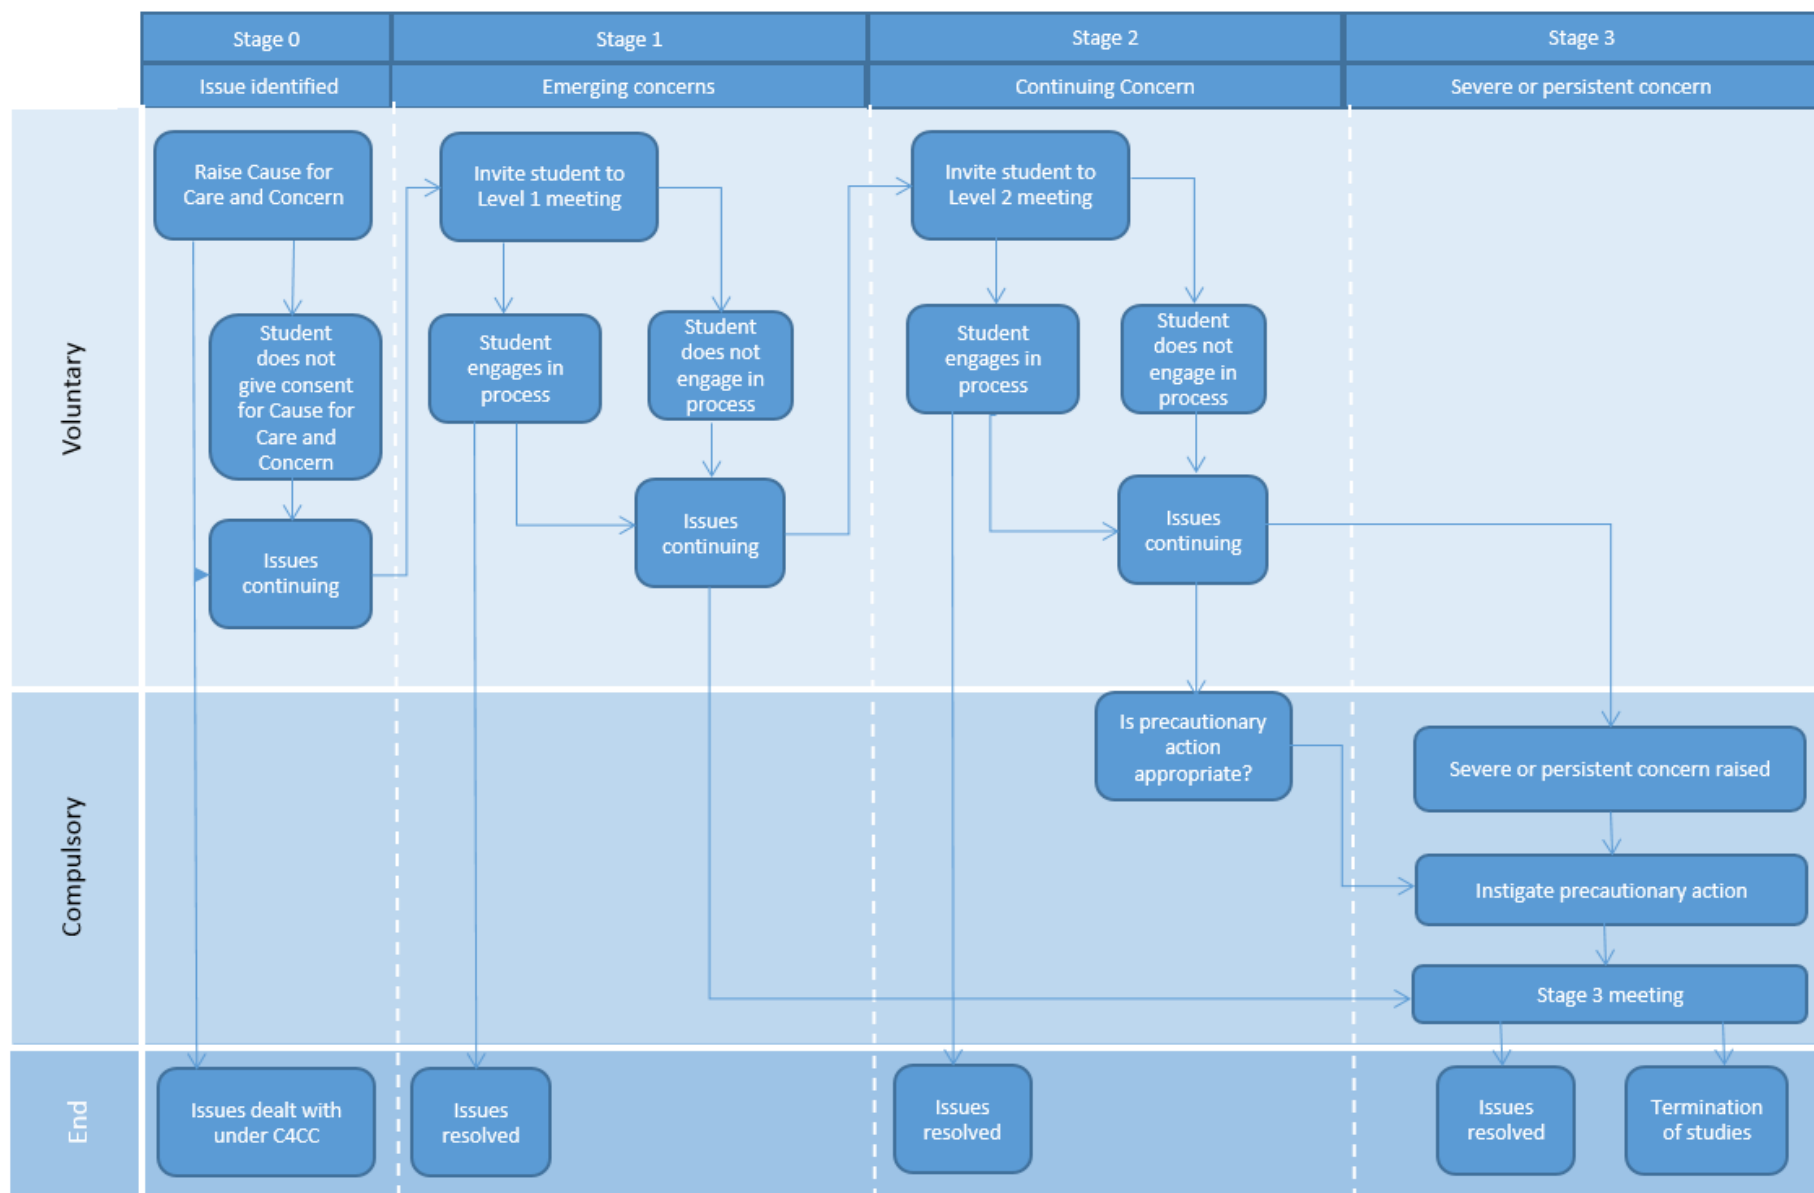 Stage 0
Stage 1
Stage 2
Stage 3
Issue identified
Emerging concerns
Continuing Concern
Severe or persistent concern
Voluntary
Raise Cause for
Care and Concern
Student
does not
give consent
for Cause for
Care and
Concern
Issues
continuing
Invite student to
Level 1 meeting
Student
engages in
process
Student
does not
engage in
process
Issues
continuing
Invite student to
Level 2 meeting
Student
engages in
process
Student
does not
engage in
process
Issues
continuing
Compulsory
Is precautionary
action
appropriate?
Severe or persistent concern raised
Instigate precautionary action
Stage 3 meeting
End
Issues dealt with
under C4CC
Issues
resolved
Issues
resolved
Issues
resolved
Termination
of studies